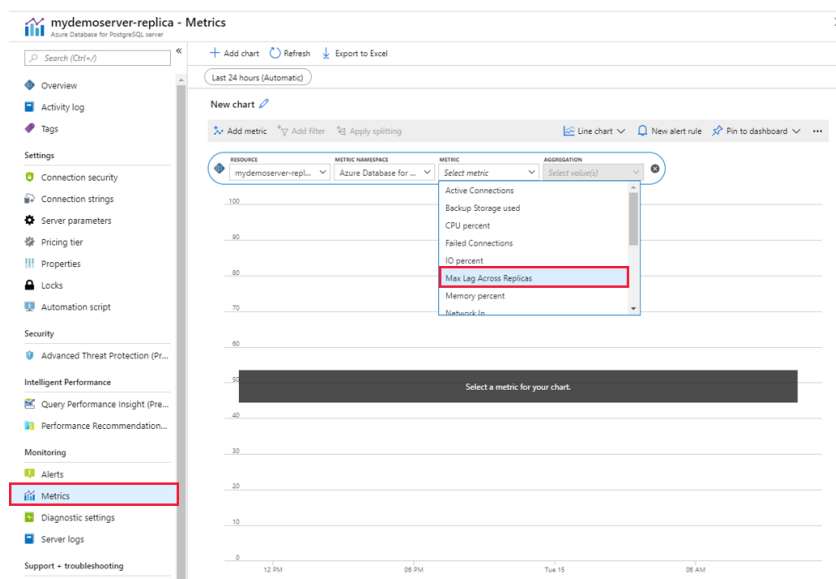 mydemoserver-replica - Metrics
Azure Database for PostgreSQL server
Search (Ctrl+/)
«
Add chart Refresh Export to Excel
Last 24 hours (Automatic)
Overview
Activity log
Tags
Settings
Connection security
Connection strings
Server parameters
Pricing tier
Properties
Locks
Automation script
Security
Advanced Threat Protection (Pr...
Intelligent Performance
Query Performance Insight (Pre...
Performance Recommendation...
Monitoring
Alerts
Metrics
Diagnostic settings
Server logs
Support + troubleshooting
New chart
Add metric Add filter Apply splitting Line chart New alert rule Pin to dashboard ...
RESOURCE METRIC NAMESPACE METRIC AGGREGATION
mydemoserver-repl... Azure Database for ... Select metric Select value(s)
Active Connections
Backup Storage used
CPU percent
Failed Connections
IO percent
Max Lag Across Replicas
Memory percent
Network In
100
90
80
70
60
50
Select a metric for your chart.
40
30
20
10
0
12 PM 06 PM Tue 15 06 AM